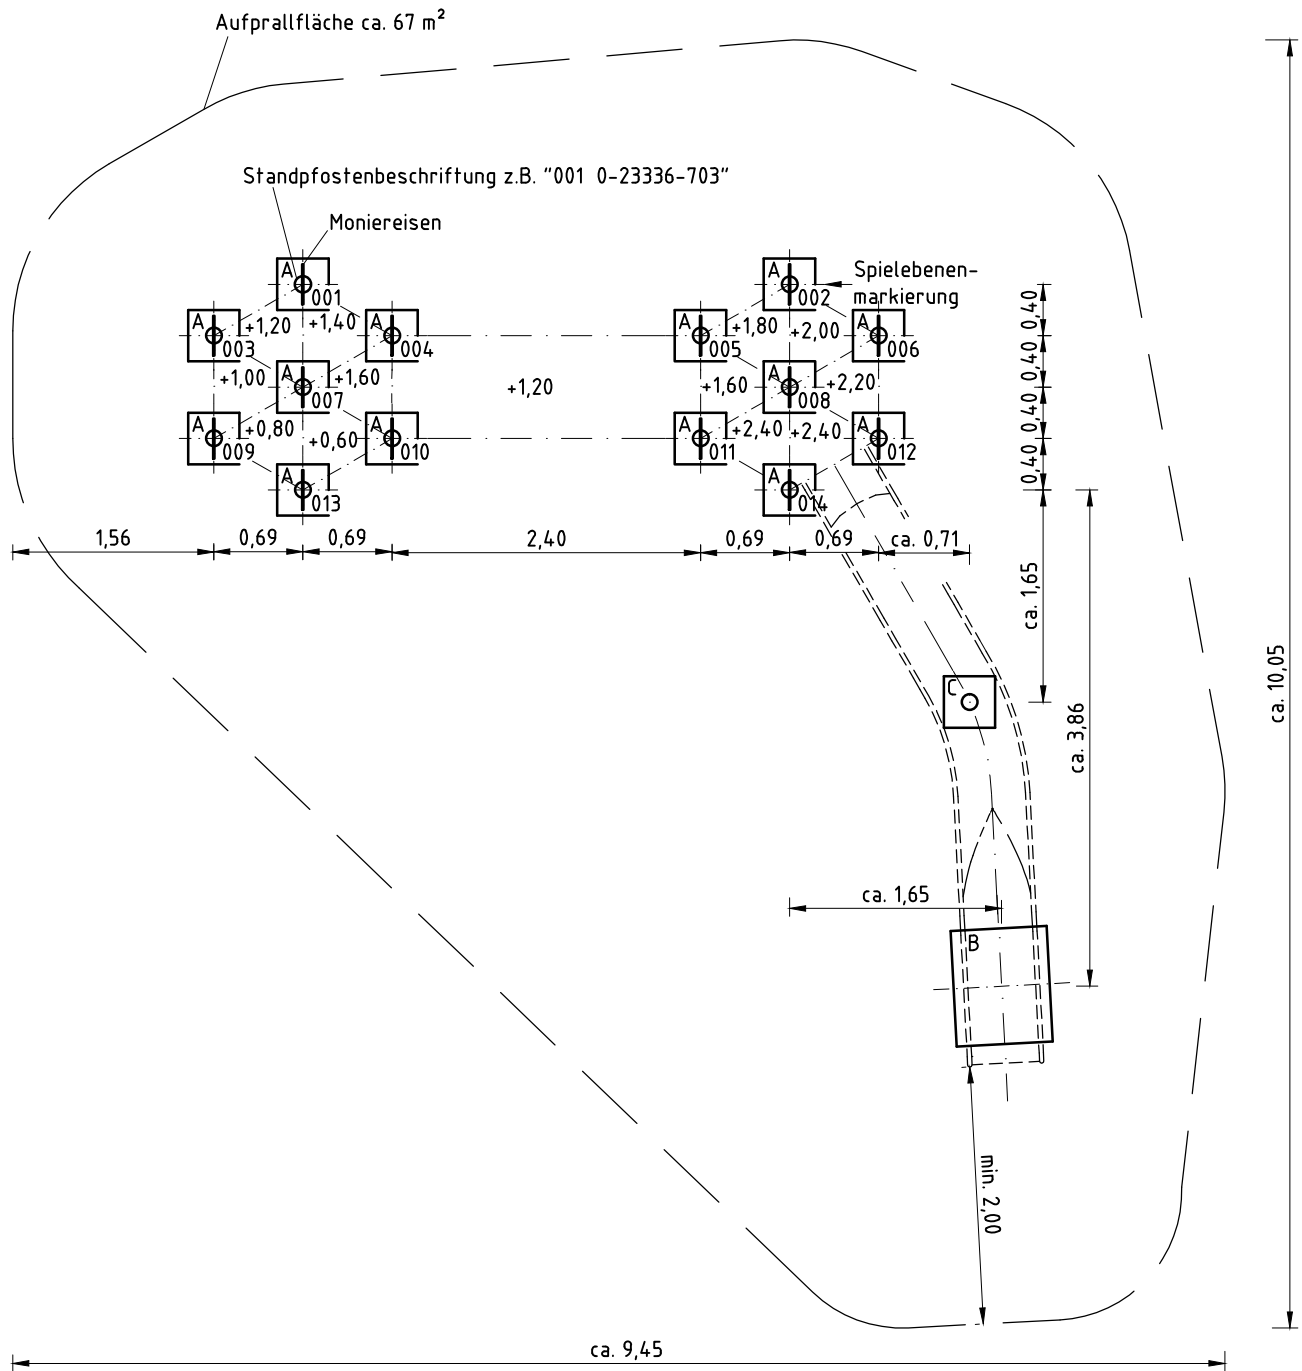 Aufprallfläche ca. 67 m²
Standpfostenbeschriftung z.B. "001 0-23336-703"
Moniereisen
A
001
A
002
Spielebenen-
markierung
0,40
A
003
+1,20
+1,40
A
004
A
005
+1,80
+2,00
A
006
0,40
+1,00
A
007
+1,60
+1,20
+1,60
A
008
+2,20
0,40
A
009
+0,80
+0,60
A
010
A
011
+2,40
+2,40
A
012
0,40
A
013
A
014
1,56
0,69
0,69
2,40
0,69
0,69
ca. 0,71
ca. 1,65
C
ca. 3,86
ca. 10,05
ca. 1,65
B
min. 2,00
ca. 9,45